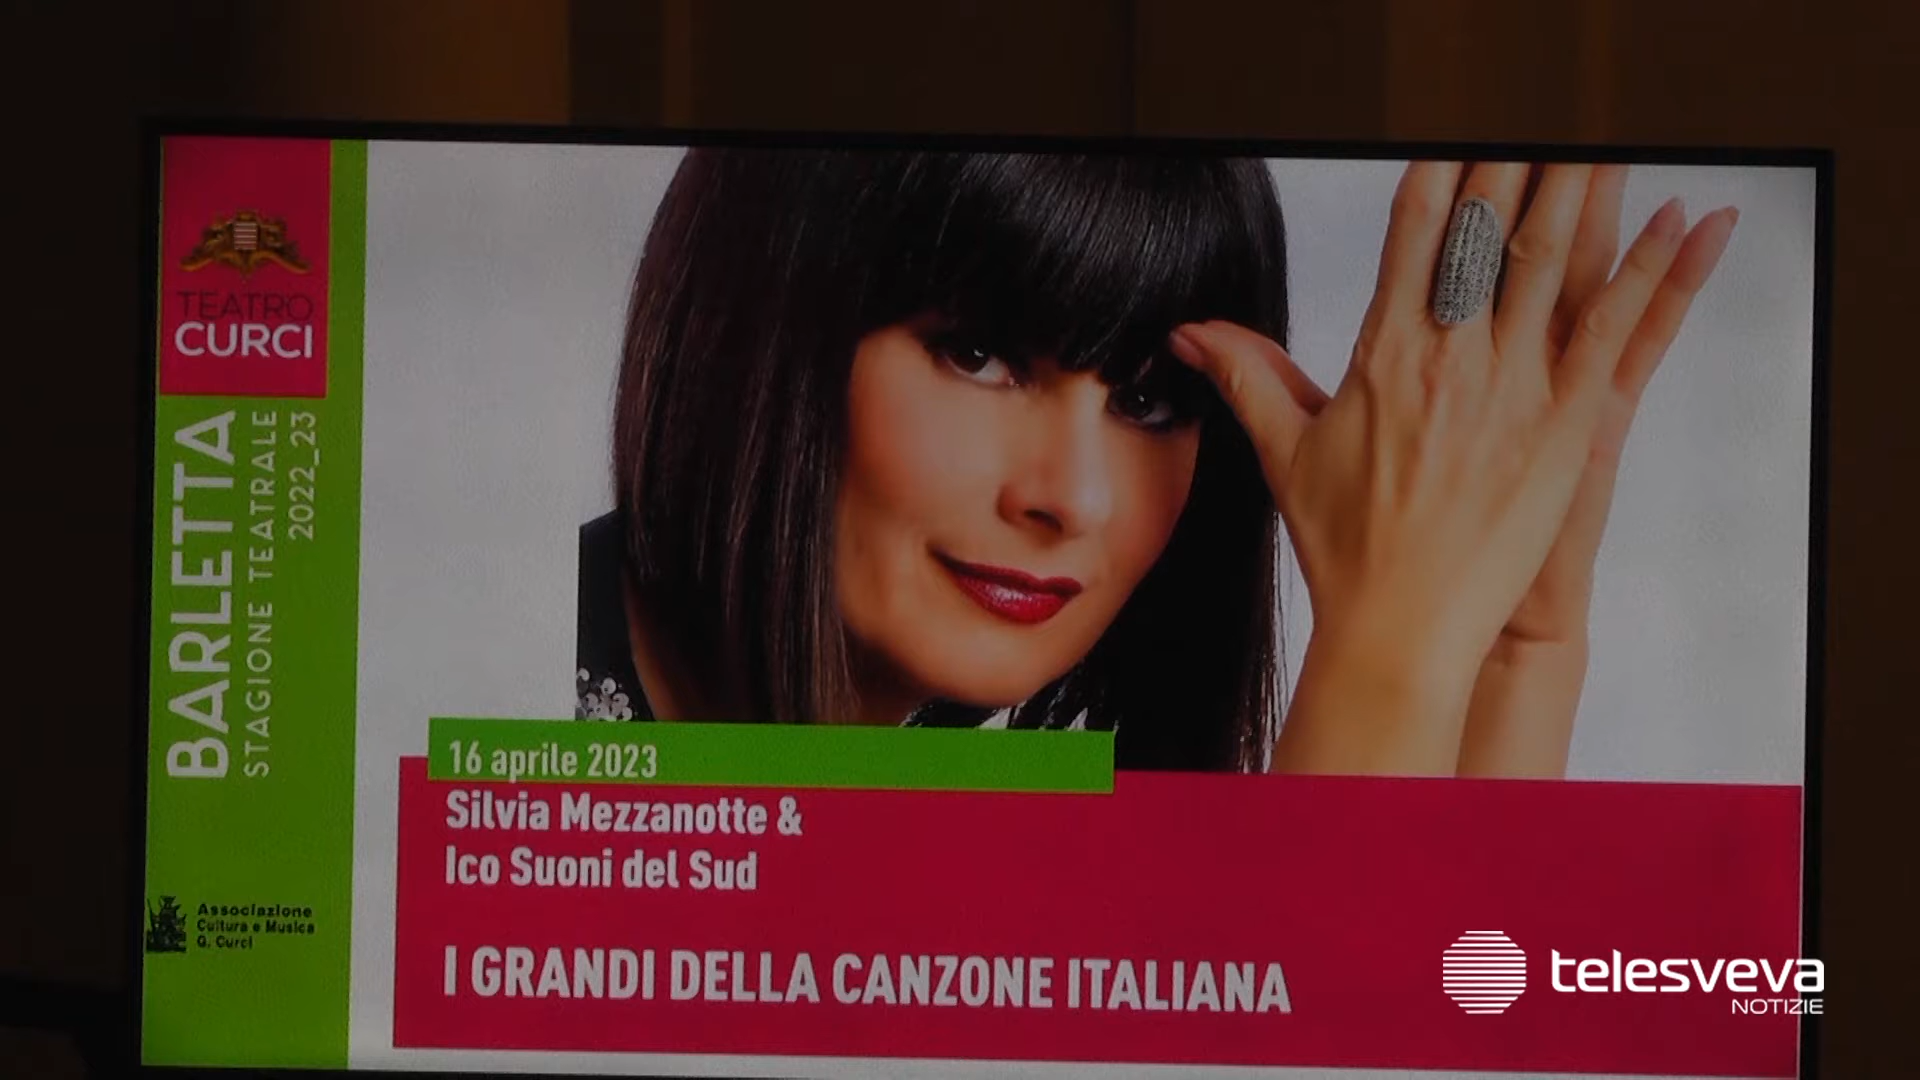 TEATRO
CURCI
BARLETTA
STAGIONE TEATRALE
2022_23
Associazione
Cultura e Musica
G. Curci
16 aprile 2023
Silvia Mezzanotte &
Ico Suoni del Sud
I GRANDI DELLA CANZONE ITALIANA
telesveva
NOTIZIE